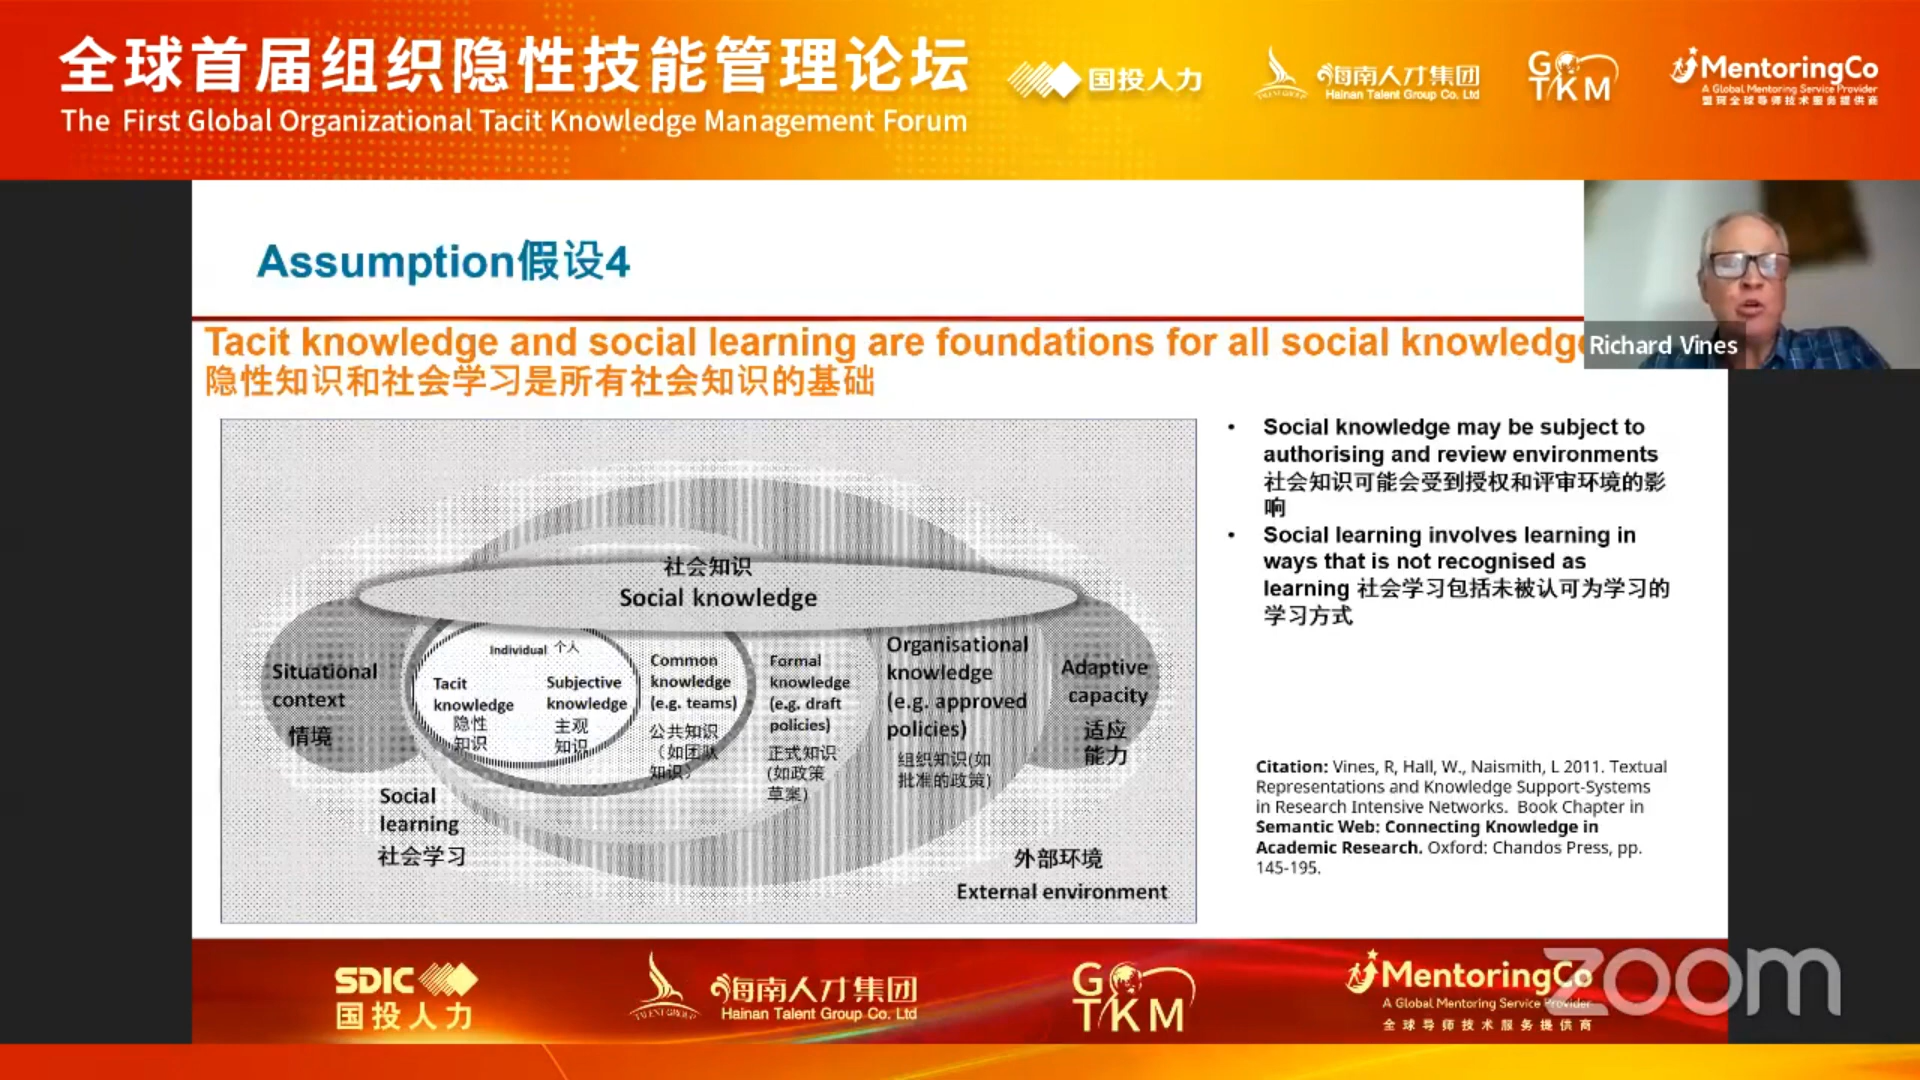 全球首届组织隐性技能管理论坛
The First Global Organizational Tacit Knowledge Management Forum
国投人力
海南人才集团
Hainan Talent Group Co. Ltd
TALENT GROUP
G TKM
MentoringCo
A Global Mentoring Service Provider
盟珂全球导师技术服务提供商
Assumption假设4
Richard Vines
Tacit knowledge and social learning are foundations for all social knowledg
隐性知识和社会学习是所有社会知识的基础
社会知识
Social knowledge
Situational
context
情境
Individual 个人
Tacit
knowledge
隐性
知识
Subjective
knowledge
主观
知识
Common
knowledge
(e.g. teams)
公共知识
（如团队
知识）
Formal
knowledge
(e.g. draft
policies)
正式知识
(如政策
草案)
Organisational
knowledge
(e.g. approved
policies)
组织知识(如
批准的政策)
Adaptive
capacity
适应
能力
Social
learning
社会学习
外部环境
External environment
• Social knowledge may be subject to
authorising and review environments
社会知识可能会受到授权和评审环境的影
响
• Social learning involves learning in
ways that is not recognised as
learning 社会学习包括未被认可为学习的
学习方式
Citation: Vines, R, Hall, W., Naismith, L 2011. Textual
Representations and Knowledge Support-Systems
in Research Intensive Networks. Book Chapter in
Semantic Web: Connecting Knowledge in
Academic Research. Oxford: Chandos Press, pp.
145-195.
SDIC
国投人力
TALENT GROUP
海南人才集团
Hainan Talent Group Co. Ltd
G TKM
MentoringCo
A Global Mentoring Service Provider
全球导师技术服务提供商
zoom